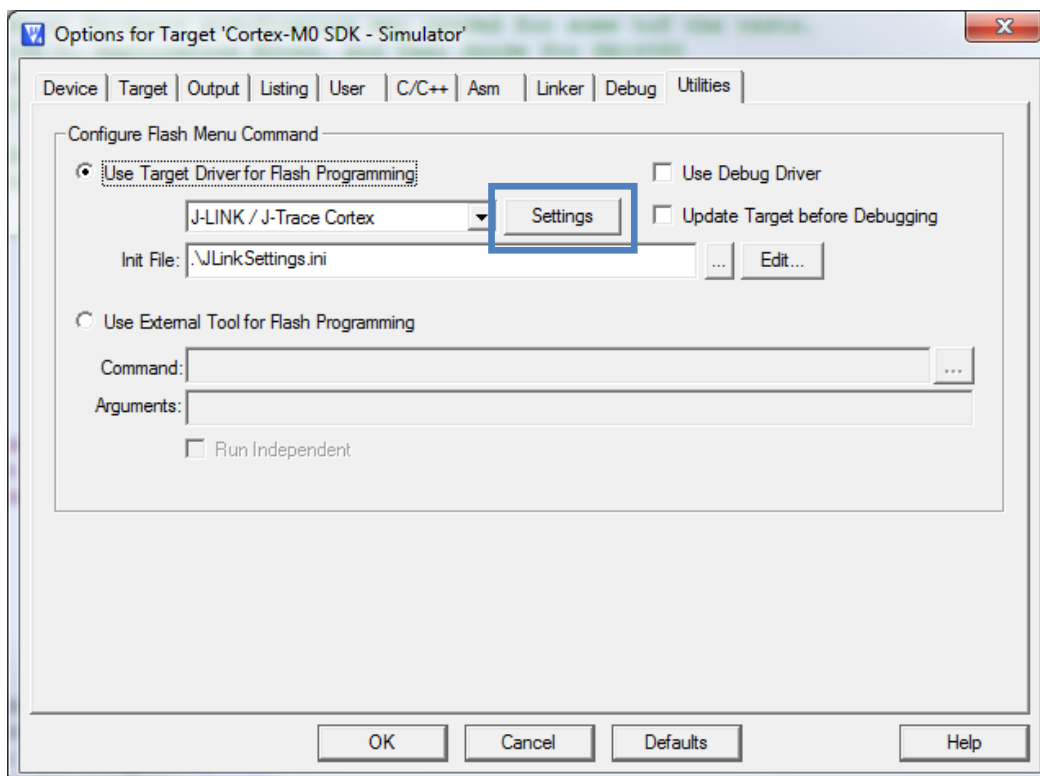 Options for Target 'Cortex-M0 SDK - Simulator'
Device Target Output Listing User C/C++ Asm Linker Debug Utilities
Configure Flash Menu Command
Use Target Driver for Flash Programming Use Debug Driver
J-LINK / J-Trace Cortex Settings Update Target before Debugging
Init File: .\JLinkSettings.ini ... Edit...
Use External Tool for Flash Programming
Command: ...
Arguments:
Run Independent
OK Cancel Defaults Help